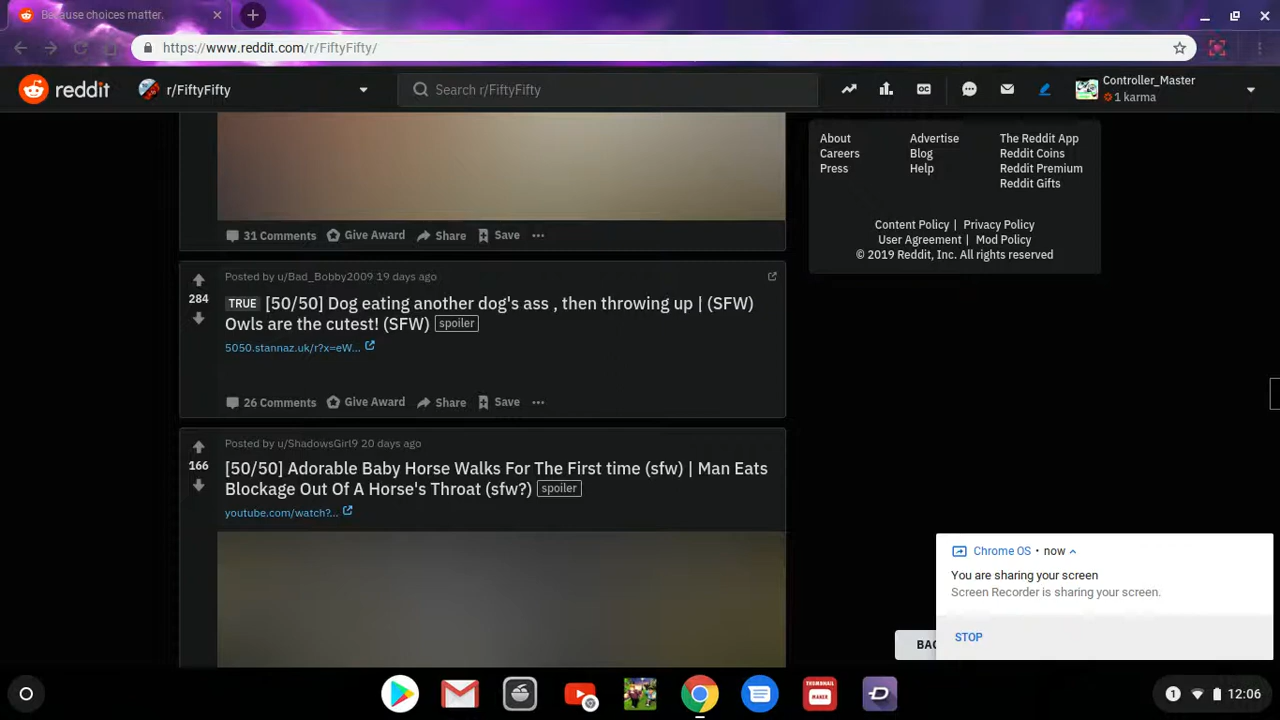 Because choices matter.
https://www.reddit.com/r/FiftyFifty/
reddit
r/FiftyFifty
Search r/FiftyFifty
Controller_Master
1 karma
31 Comments Give Award Share Save
Posted by u/Bad_Bobby2009 19 days ago
284
TRUE [50/50] Dog eating another dog's ass , then throwing up | (SFW)
Owls are the cutest! (SFW) spoiler
5050.stannaz.uk/r?x=eW...
26 Comments Give Award Share Save
Posted by u/ShadowsGirl9 20 days ago
166
[50/50] Adorable Baby Horse Walks For The First time (sfw) | Man Eats
Blockage Out Of A Horse's Throat (sfw?) spoiler
youtube.com/watch?...
About Advertise The Reddit App
Careers Blog Reddit Coins
Press Help Reddit Premium
Reddit Gifts
Content Policy | Privacy Policy
User Agreement | Mod Policy
© 2019 Reddit, Inc. All rights reserved
Chrome OS • now
You are sharing your screen
Screen Recorder is sharing your screen.
STOP
THUMBNAIL
MAKER
1
12:06